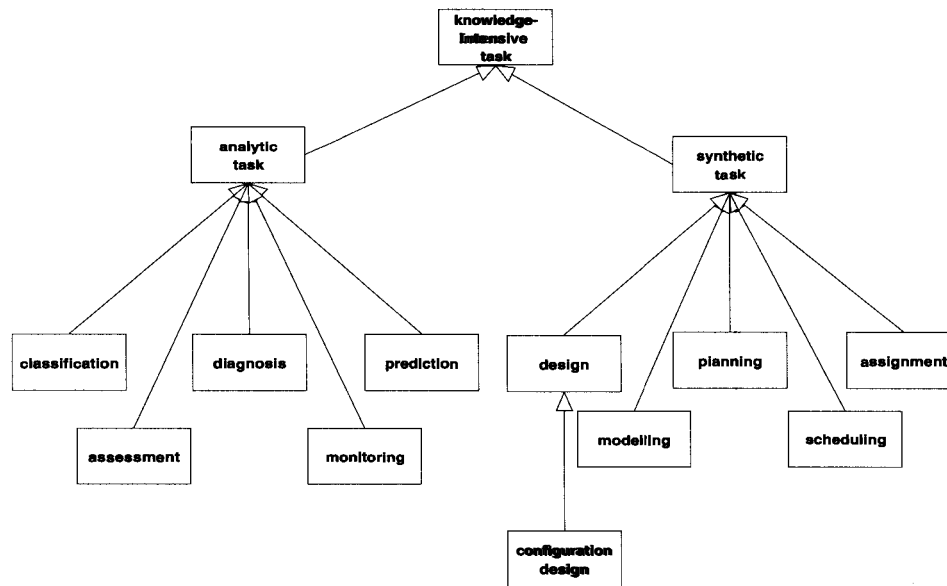 knowledge-
intensive
task
analytic
task
synthetic
task
classification
diagnosis
prediction
design
planning
assignment
assessment
monitoring
modelling
scheduling
configuration
design